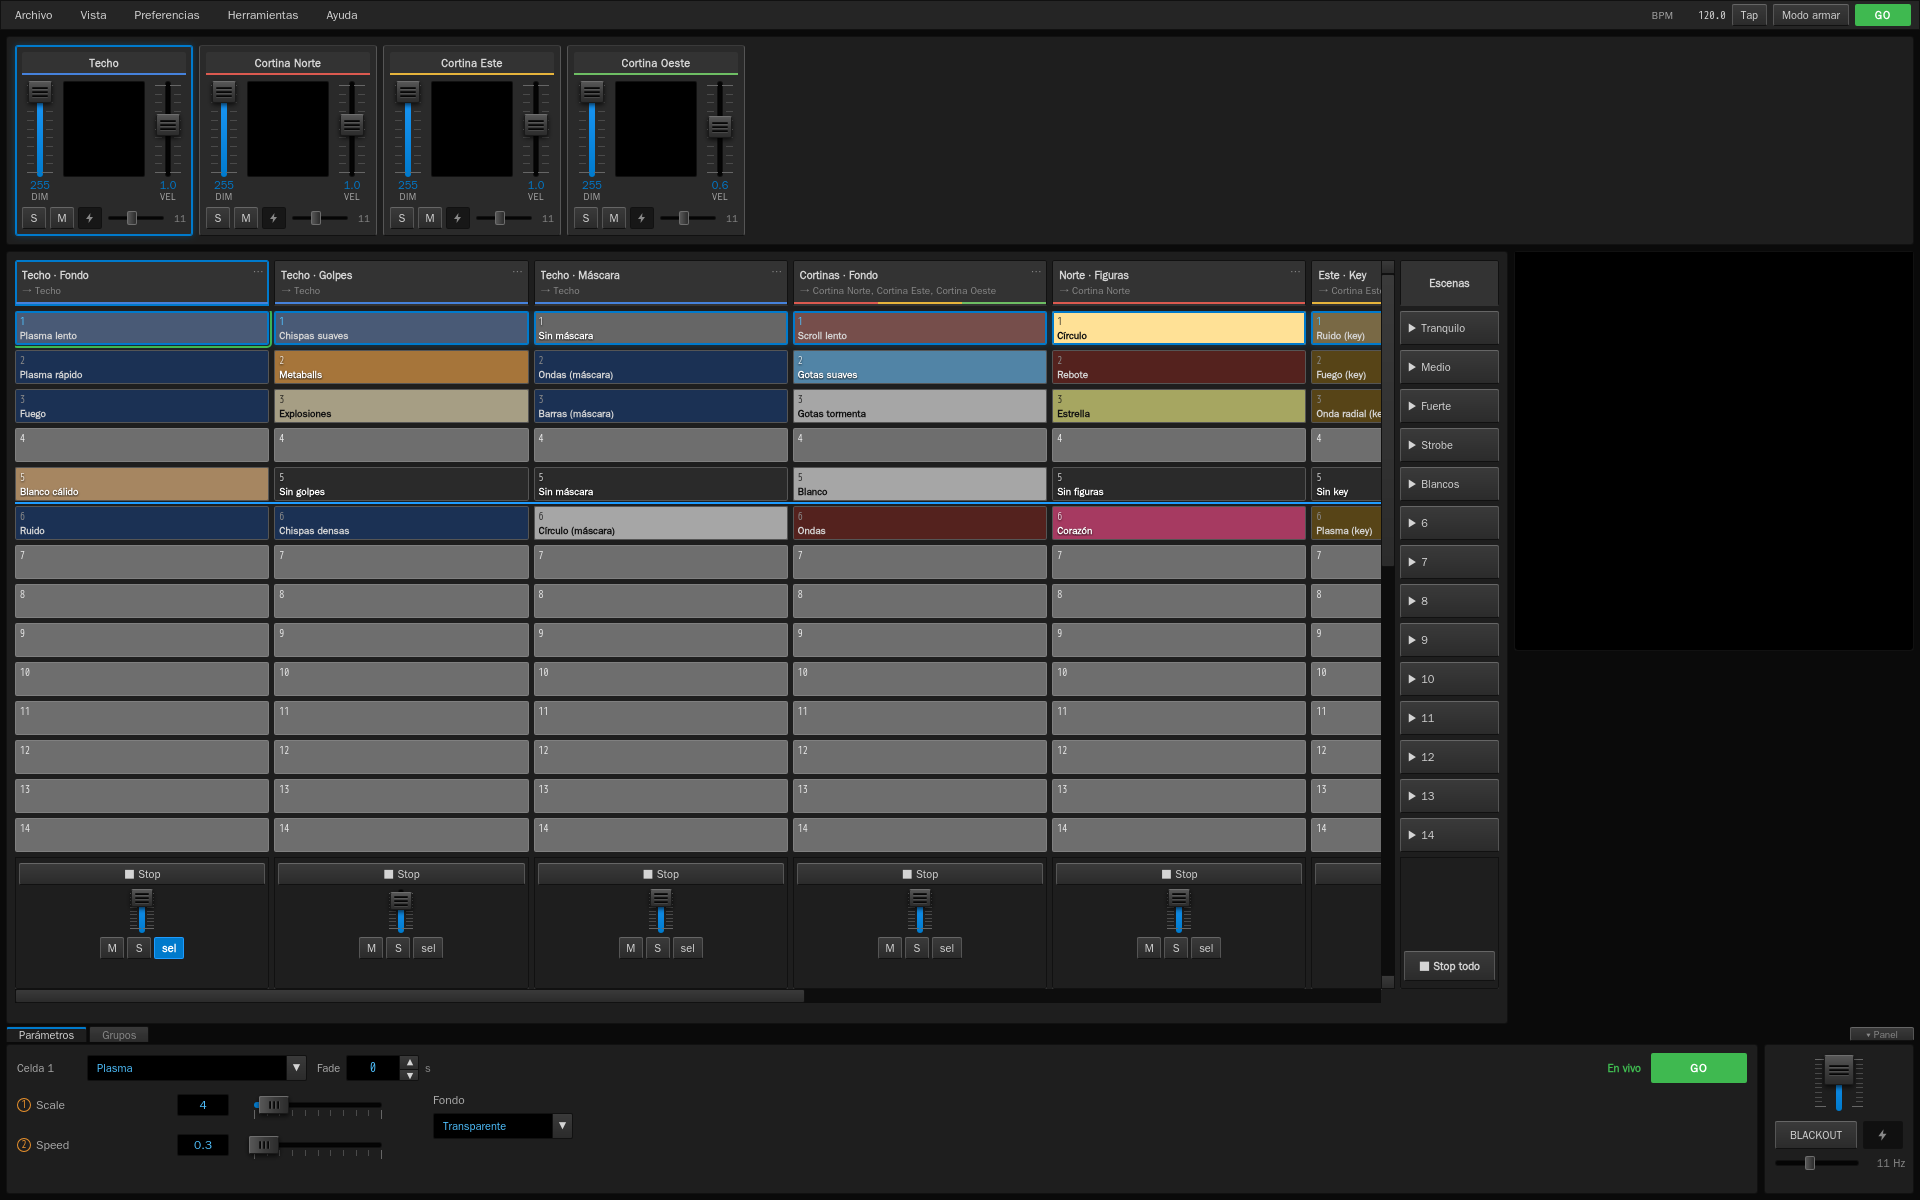 Archivo Vista Preferencias Herramientas Ayuda BPM 120.0 Tap Modo armar GO
Techo Cortina Norte Cortina Este Cortina Oeste
255 1.0 255 1.0 255 1.0 255 0.6
DIM VEL DIM VEL DIM VEL DIM VEL
S M 11 S M 11 S M 11 S M 11
Techo · Fondo ... Techo · Golpes ... Techo · Máscara ... Cortinas · Fondo ... Norte · Figuras ... Este · Key Escenas
→ Techo → Techo → Techo → Cortina Norte, Cortina Este, Cortina Oeste → Cortina Norte → Cortina Est
1 1 1 1 1 1 Tranquilo
Plasma lento Chispas suaves Sin máscara Scroll lento Círculo Ruido (key)
2 2 2 2 2 2 Medio
Plasma rápido Metaballs Ondas (máscara) Gotas suaves Rebote Fuego (key)
3 3 3 3 3 3 Fuerte
Fuego Explosiones Barras (máscara) Gotas tormenta Estrella Onda radial (ke
4 4 4 4 4 4 Strobe
5 5 5 5 5 5 Blancos
Blanco cálido Sin golpes Sin máscara Blanco Sin figuras Sin key
6 6 6 6 6 6 6
Ruido Chispas densas Círculo (máscara) Ondas Corazón Plasma (key)
7 7 7 7 7 7 7
8 8 8 8 8 8 8
9 9 9 9 9 9 9
10 10 10 10 10 10 10
11 11 11 11 11 11 11
12 12 12 12 12 12 12
13 13 13 13 13 13 13
14 14 14 14 14 14 14
Stop Stop Stop Stop Stop
M S sel M S sel M S sel M S sel M S sel
Stop todo
Parámetros Grupos Panel
Celda 1 Plasma Fade 0 s En vivo GO
1 Scale 4 Fondo
Transparente
2 Speed 0.3
BLACKOUT
11 Hz